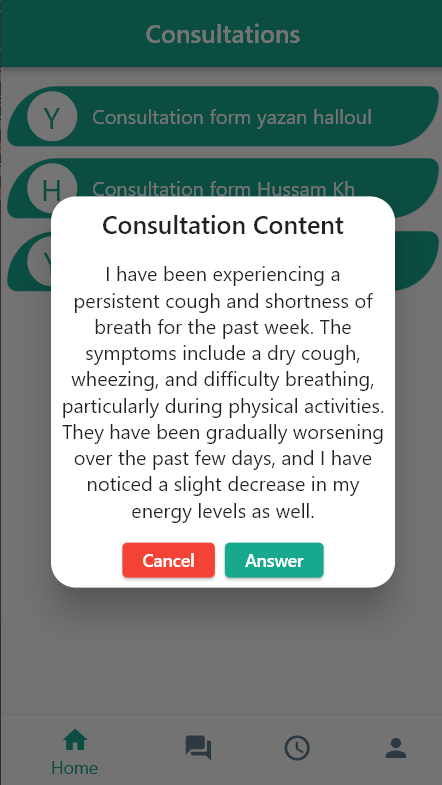 Consultations
Y
Consultation form yazan halloul
H
Consultation form Hussam Kh
Consultation Content
I have been experiencing a
persistent cough and shortness of
breath for the past week. The
symptoms include a dry cough,
wheezing, and difficulty breathing,
particularly during physical activities.
They have been gradually worsening
over the past few days, and I have
noticed a slight decrease in my
energy levels as well.
Cancel
Answer
Home